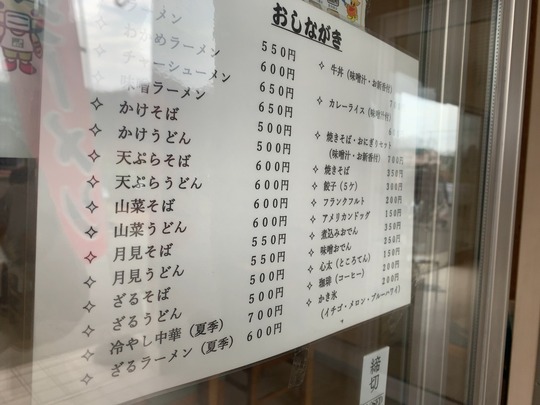 おしながき
ラーメン 550円
わかめラーメン 600円
チャーシューメン 650円
味噌ラーメン 650円
✧ かけそば 500円
✧ かけうどん 500円
✧ 天ぷらそば 600円
✧ 天ぷらうどん 600円
✧ 山菜そば 600円
✧ 山菜うどん 600円
✧ 月見そば 550円
✧ 月見うどん 550円
✧ ざるそば 500円
✧ ざるうどん 500円
✧ 冷やし中華（夏季） 700円
✧ ざるラーメン（夏季） 600円
✧ 牛丼（味噌汁・お新香付）
✧ カレーライス（味噌汁付）
✧ 焼きそば・おにぎりセット
（味噌汁・お新香付） 700円
✧ 焼きそば 350円
✧ 餃子（5ケ） 300円
✧ フランクフルト 200円
✧ アメリカンドッグ 150円
✧ 煮込みおでん 350円
✧ 味噌おでん 250円
✧ 心太（ところてん） 150円
✧ 珈琲（コーヒー） 200円
✧ かき氷 200円
（イチゴ・メロン・ブルーハワイ）
締切